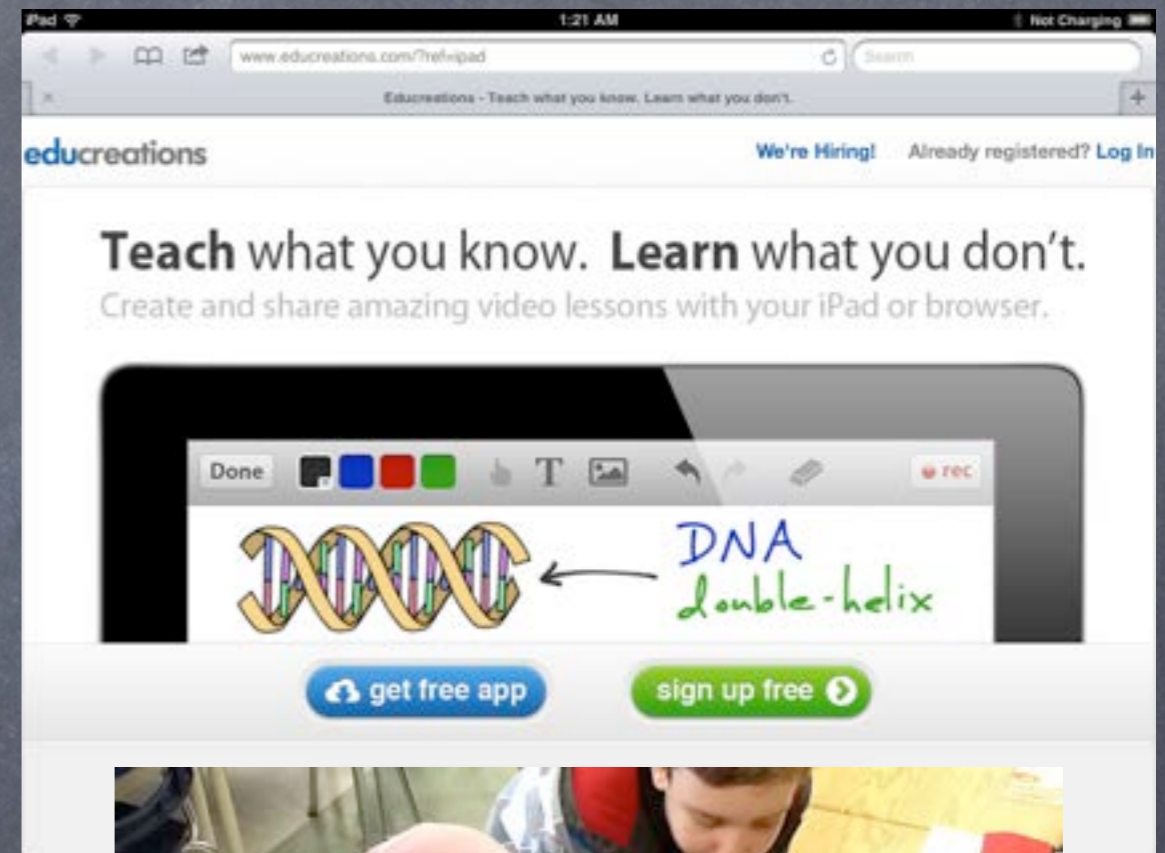 iPad
1:21 AM
Not Charging
www.educreations.com/?ref=ipad
Search
Educreations - Teach what you know. Learn what you don't.
educreations
We're Hiring!
Already registered? Log In
Teach what you know. Learn what you don't.
Create and share amazing video lessons with your iPad or browser.
Done
T
rec
DNA
double-helix
get free app
sign up free